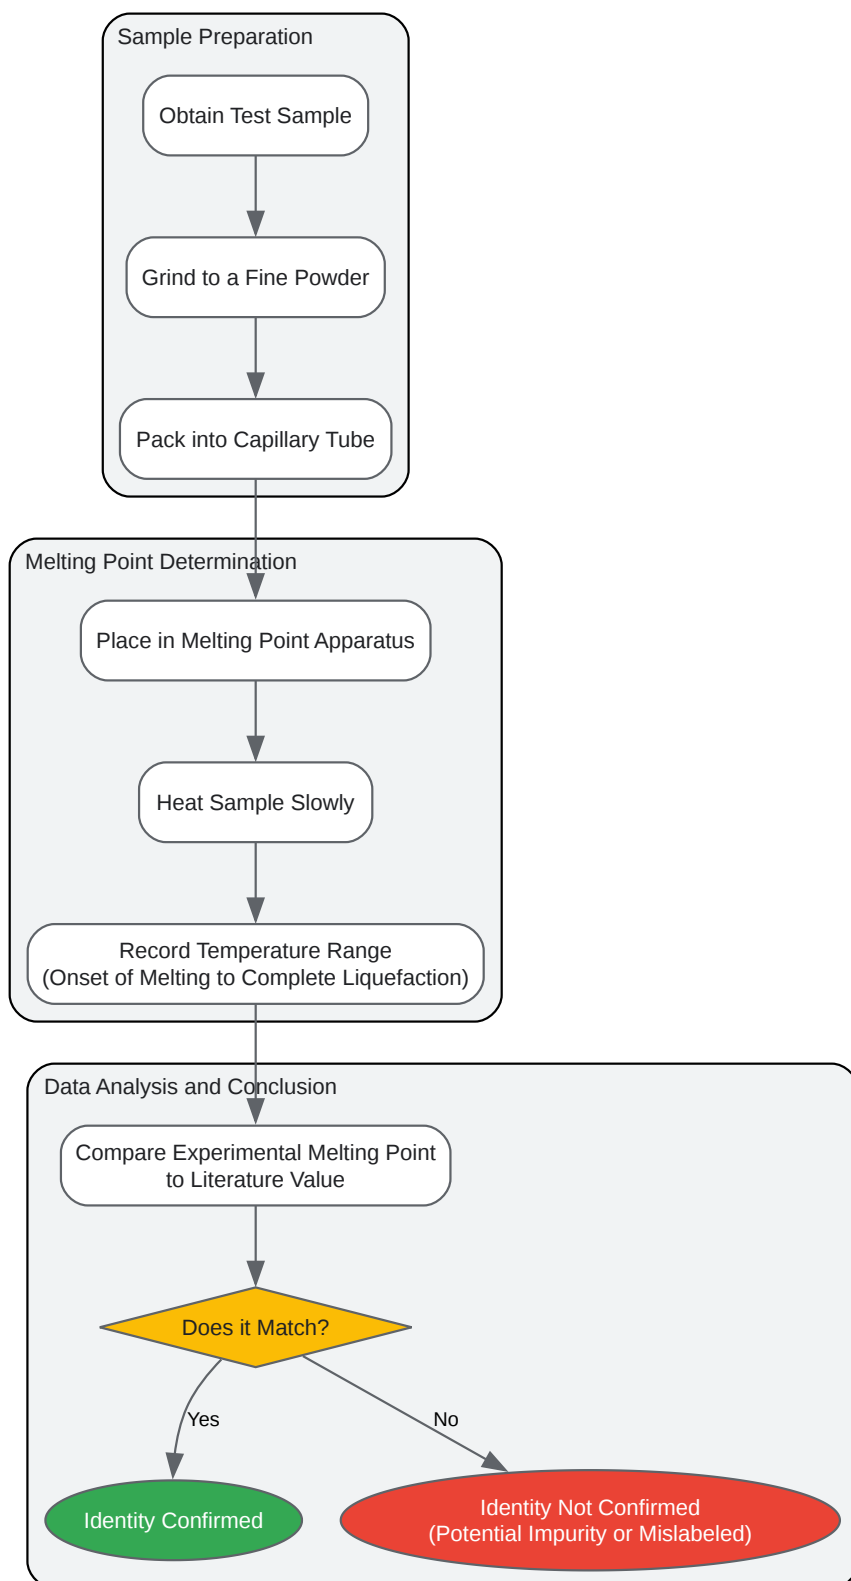 Sample Preparation
Obtain Test Sample
Grind to a Fine Powder
Pack into Capillary Tube
Melting Point Determination
Place in Melting Point Apparatus
Heat Sample Slowly
Record Temperature Range
(Onset of Melting to Complete Liquefaction)
Data Analysis and Conclusion
Compare Experimental Melting Point
to Literature Value
Does it Match?
Yes
No
Identity Confirmed
Identity Not Confirmed
(Potential Impurity or Mislabeled)